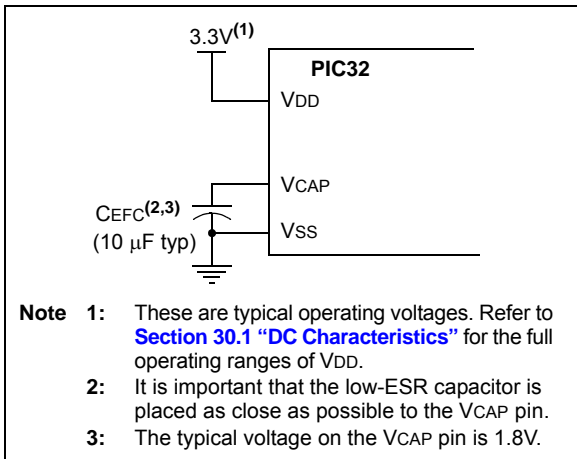 3.3V(1)
PIC32
VDD
VCAP
CEFC(2,3)
(10 μF typ)
VSS
Note 1: These are typical operating voltages. Refer to
Section 30.1 “DC Characteristics” for the full
operating ranges of VDD.
2: It is important that the low-ESR capacitor is
placed as close as possible to the VCAP pin.
3: The typical voltage on the VCAP pin is 1.8V.